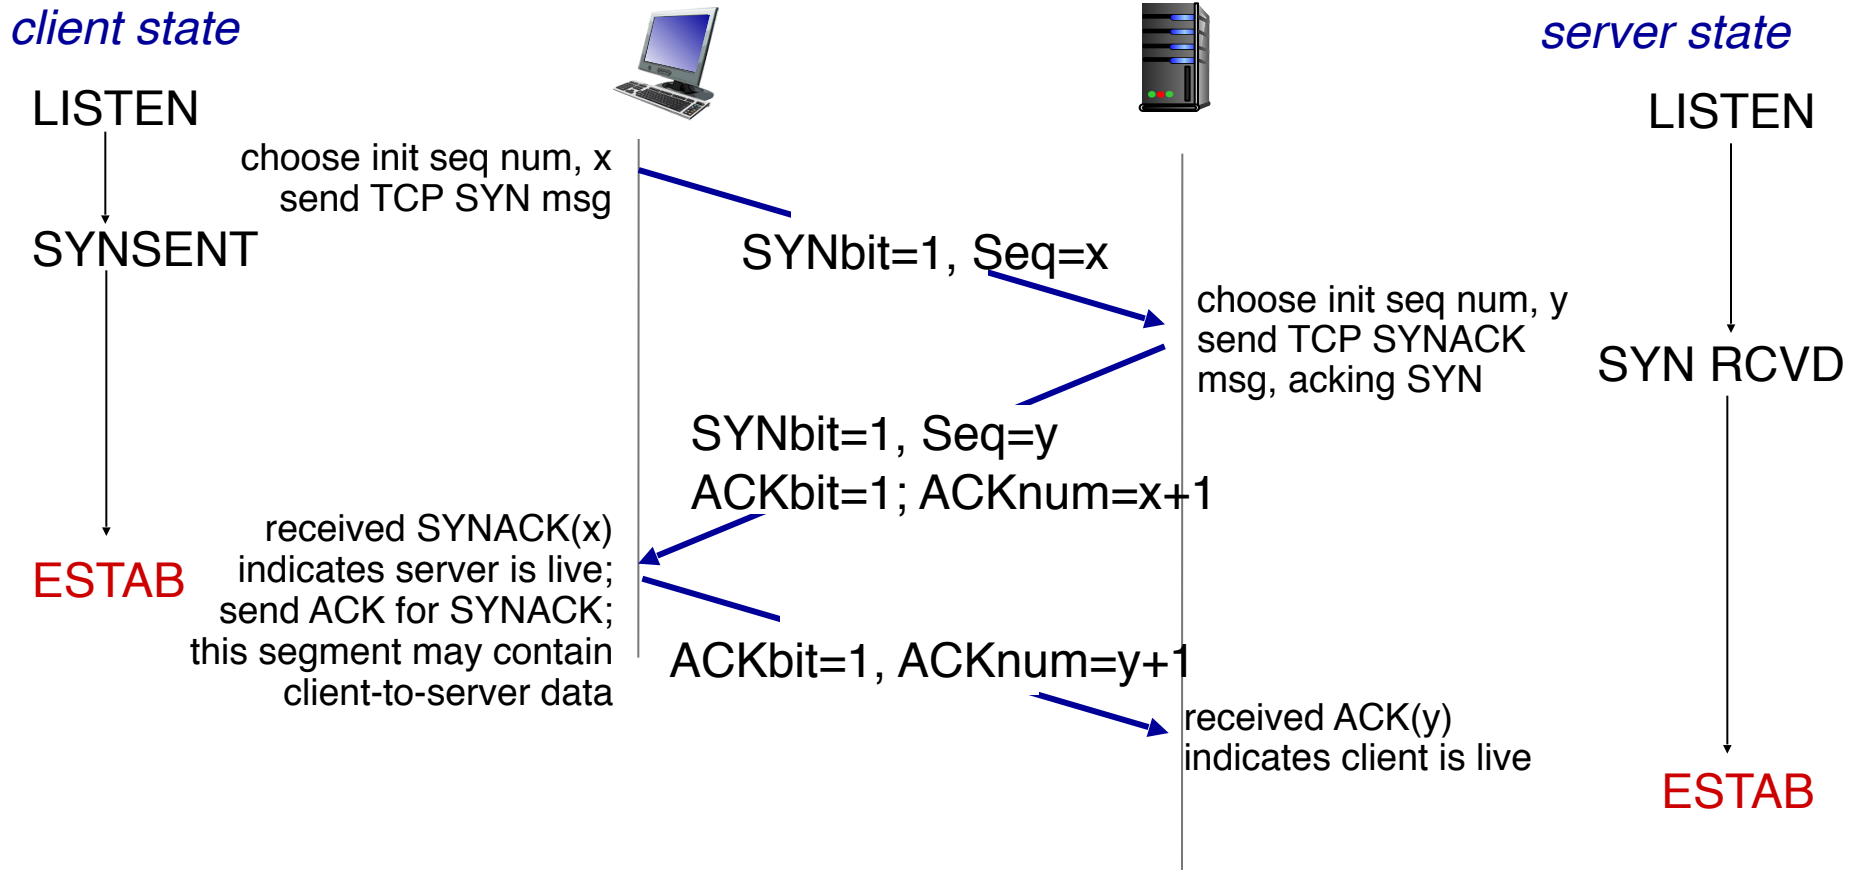 client state
server state
LISTEN
LISTEN
choose init seq num, x
send TCP SYN msg
SYNSENT
SYNbit=1, Seq=x
choose init seq num, y
send TCP SYNACK
msg, acking SYN
SYN RCVD
SYNbit=1, Seq=y
ACKbit=1; ACKnum=x+1
received SYNACK(x)
indicates server is live;
send ACK for SYNACK;
this segment may contain
client-to-server data
ESTAB
ACKbit=1, ACKnum=y+1
received ACK(y)
indicates client is live
ESTAB